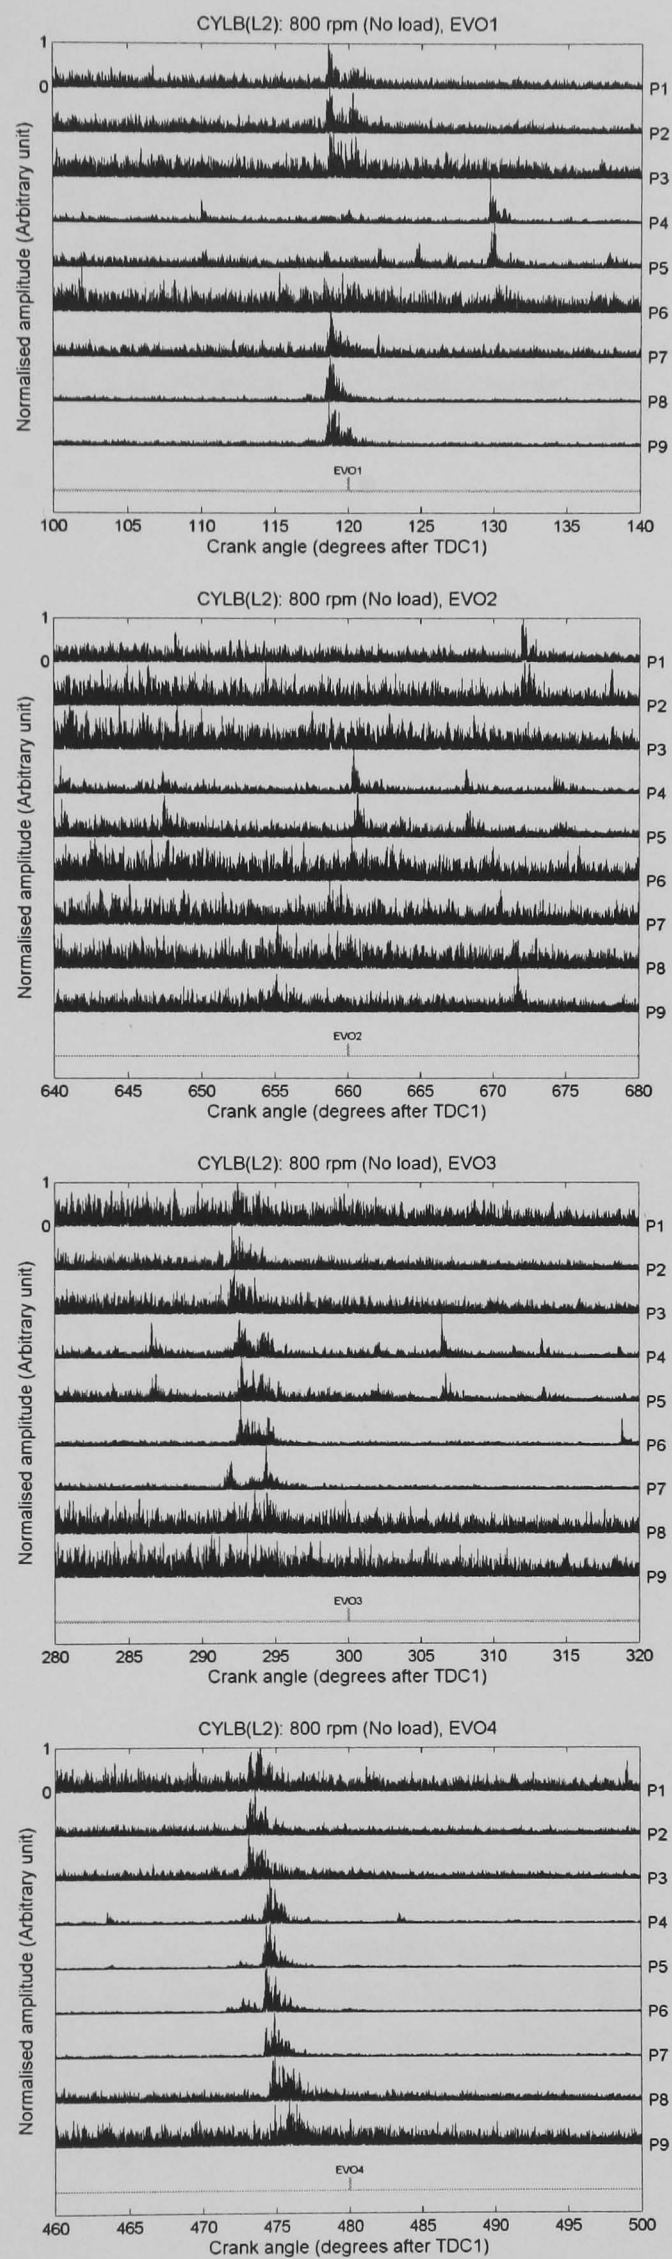 CYLB(L2): 800 rpm (No load), EVO1
Normalised amplitude (Arbitrary unit)
1
0
P1
P2
P3
P4
P5
P6
P7
P8
P9
EVO1
100 105 110 115 120 125 130 135 140
Crank angle (degrees after TDC1)
CYLB(L2): 800 rpm (No load), EVO2
Normalised amplitude (Arbitrary unit)
1
0
P1
P2
P3
P4
P5
P6
P7
P8
P9
EVO2
640 645 650 655 660 665 670 675 680
Crank angle (degrees after TDC1)
CYLB(L2): 800 rpm (No load), EVO3
Normalised amplitude (Arbitrary unit)
1
0
P1
P2
P3
P4
P5
P6
P7
P8
P9
EVO3
280 285 290 295 300 305 310 315 320
Crank angle (degrees after TDC1)
CYLB(L2): 800 rpm (No load), EVO4
Normalised amplitude (Arbitrary unit)
1
0
P1
P2
P3
P4
P5
P6
P7
P8
P9
EVO4
460 465 470 475 480 485 490 495 500
Crank angle (degrees after TDC1)